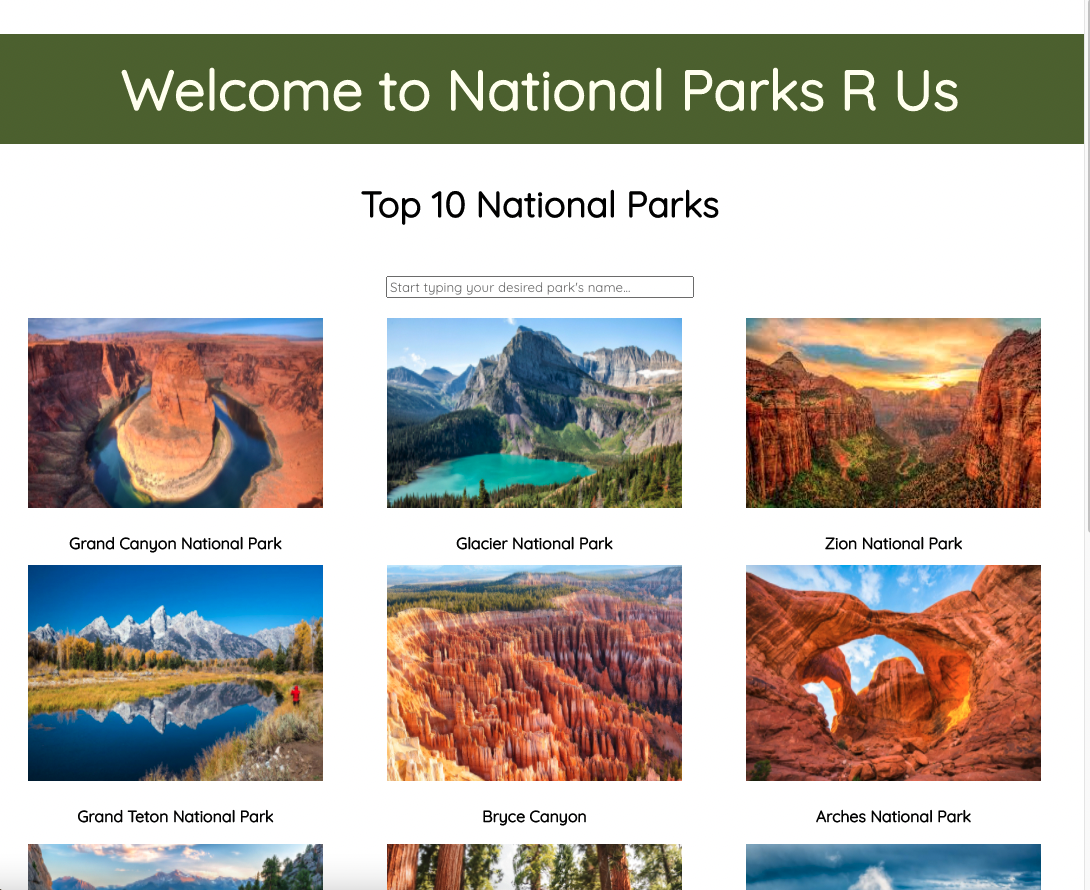 Welcome to National Parks R Us
Top 10 National Parks
Start typing your desired park's name...
Grand Canyon National Park
Glacier National Park
Zion National Park
Grand Teton National Park
Bryce Canyon
Arches National Park